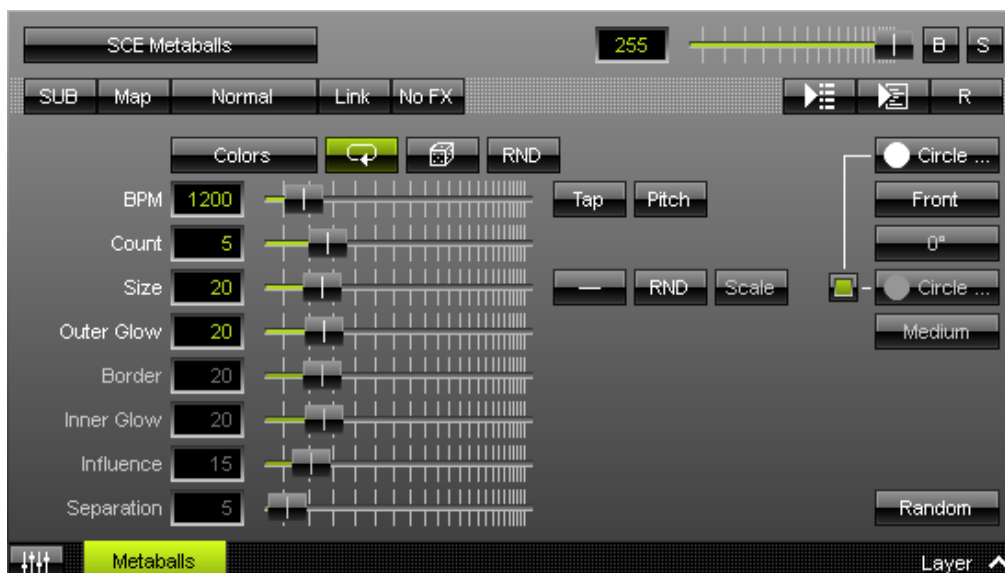 SCE Metaballs 255 B S
SUB Map Normal Link No FX R
Colors RND Circle ...
BPM 1200 Tap Pitch Front
Count 5 0°
Size 20 — RND Scale Circle ...
Outer Glow 20 Medium
Border 20
Inner Glow 20
Influence 15
Separation 5 Random
Metaballs Layer